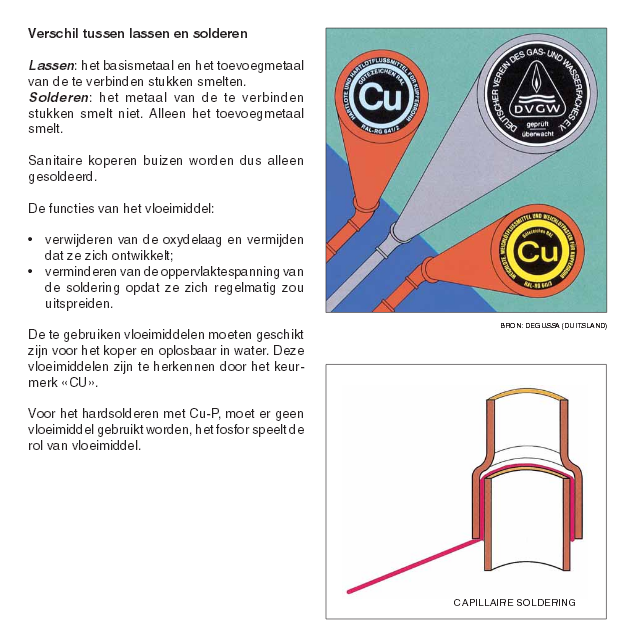 Verschil tussen lassen en solderen
Lassen: het basismetaal en het toevoegmetaal
van de te verbinden stukken smelten.
Solderen: het metaal van de te verbinden
stukken smelt niet. Alleen het toevoegmetaal
smelt.
Sanitaire koperen buizen worden dus alleen
gesoldeerd.
De functies van het vloeimiddel:
• verwijderen van de oxydelaag en vermijden
dat ze zich ontwikkelt;
• verminderen van de oppervlaktespanning van
de soldering opdat ze zich regelmatig zou
uitspreiden.
De te gebruiken vloeimiddelen moeten geschikt
zijn voor het koper en oplosbaar in water. Deze
vloeimiddelen zijn te herkennen door het keur-
merk «CU».
Voor het hardsolderen met Cu-P, moet er geen
vloeimiddel gebruikt worden, het fosfor speelt de
rol van vloeimiddel.
HARTLOTE UND HARTLOTFLUSSMITTEL FÜR KUPFERROHR
GÜTEZEICHEN RAL
Cu
RAL-RG 641/2
DEUTSCHER VEREIN DES GAS- UND WASSERFACHES E.V.
DVGW
geprüft
überwacht
WEICHLOTE, WEICHLOTFLUSSMITTEL UND WEICHLOTPASTEN FÜR KUPFERROHR
Gütezeichen RAL
Cu
RAL-RG 641/3
BRON: DEGUSSA (DUITSLAND)
CAPILLAIRE SOLDERING